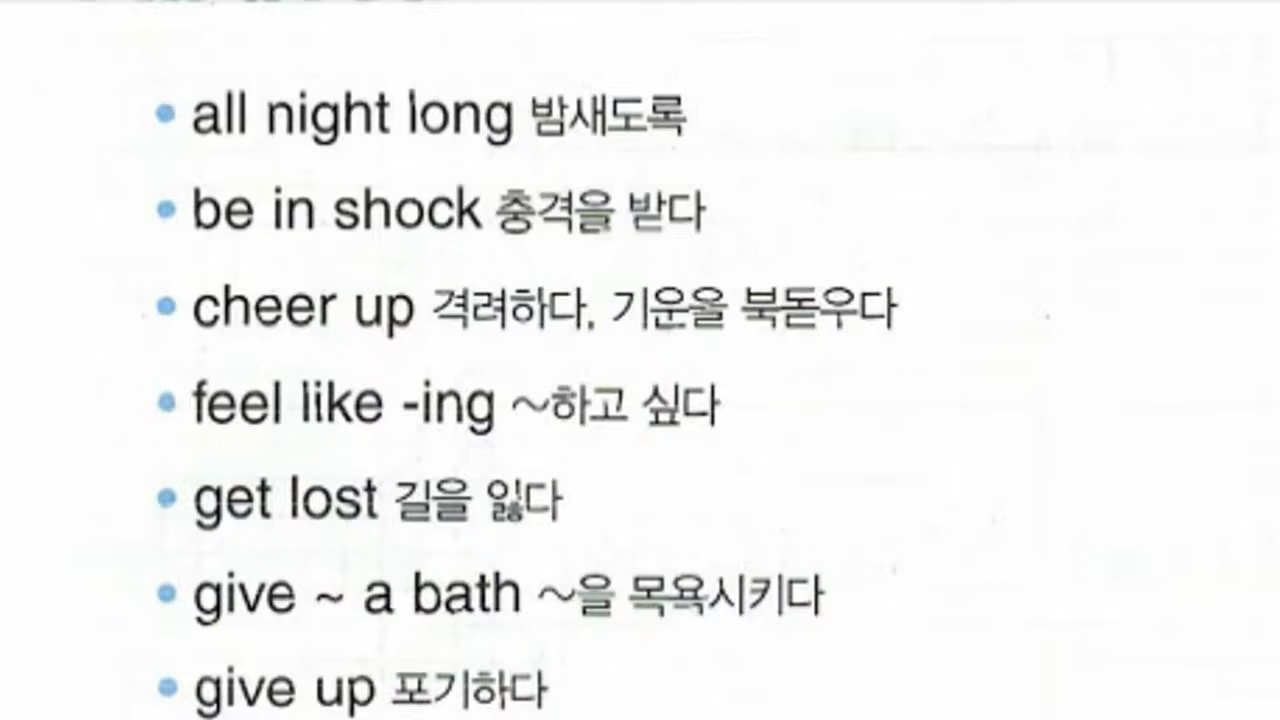 • all night long 밤새도록
• be in shock 충격을 받다
• cheer up 격려하다, 기운을 북돋우다
• feel like -ing ~하고 싶다
• get lost 길을 잃다
• give ~ a bath ~을 목욕시키다
• give up 포기하다